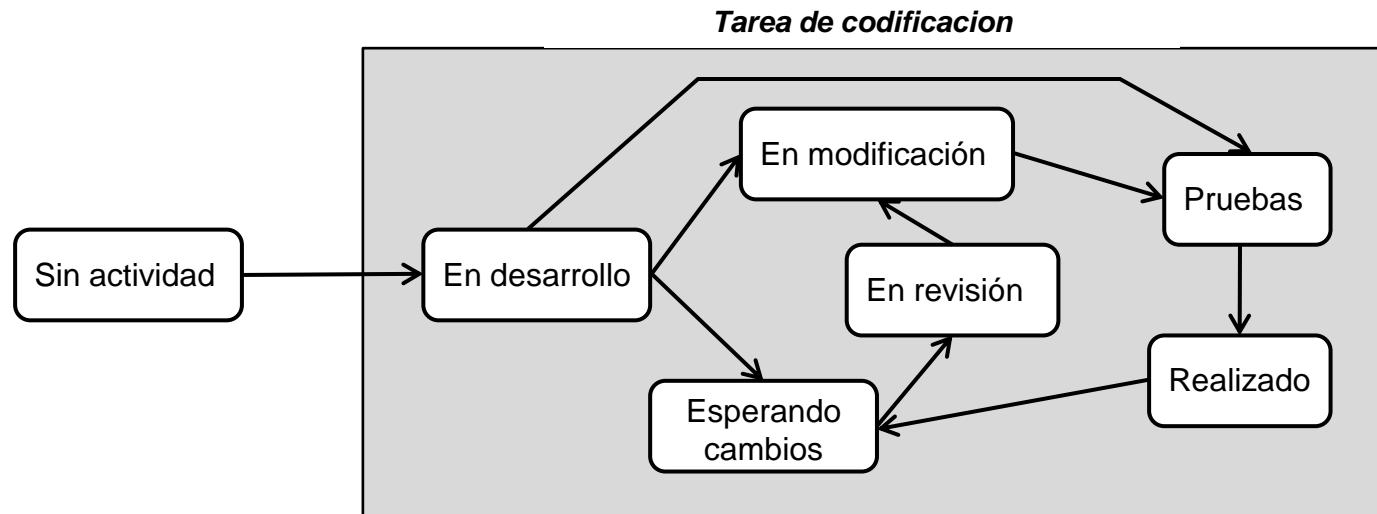 Tarea de codificacion
En modificación
Pruebas
Sin actividad
En desarrollo
En revisión
Realizado
Esperando
cambios